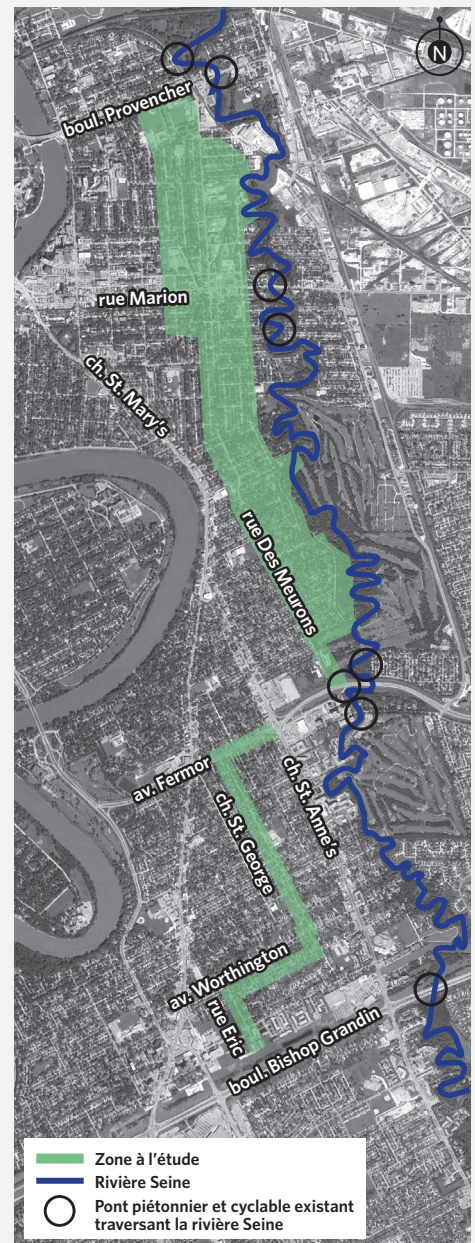 N
boul. Provencher
rue Marion
ch. St. Mary's
rue Des Meurons
av. Fermor
ch. St. George
ch. St. Anne's
av. Worthington
rue Eric
boul. Bishop Grandin
Zone à l'étude
Rivière Seine
Pont piétonnier et cyclable existant
traversant la rivière Seine